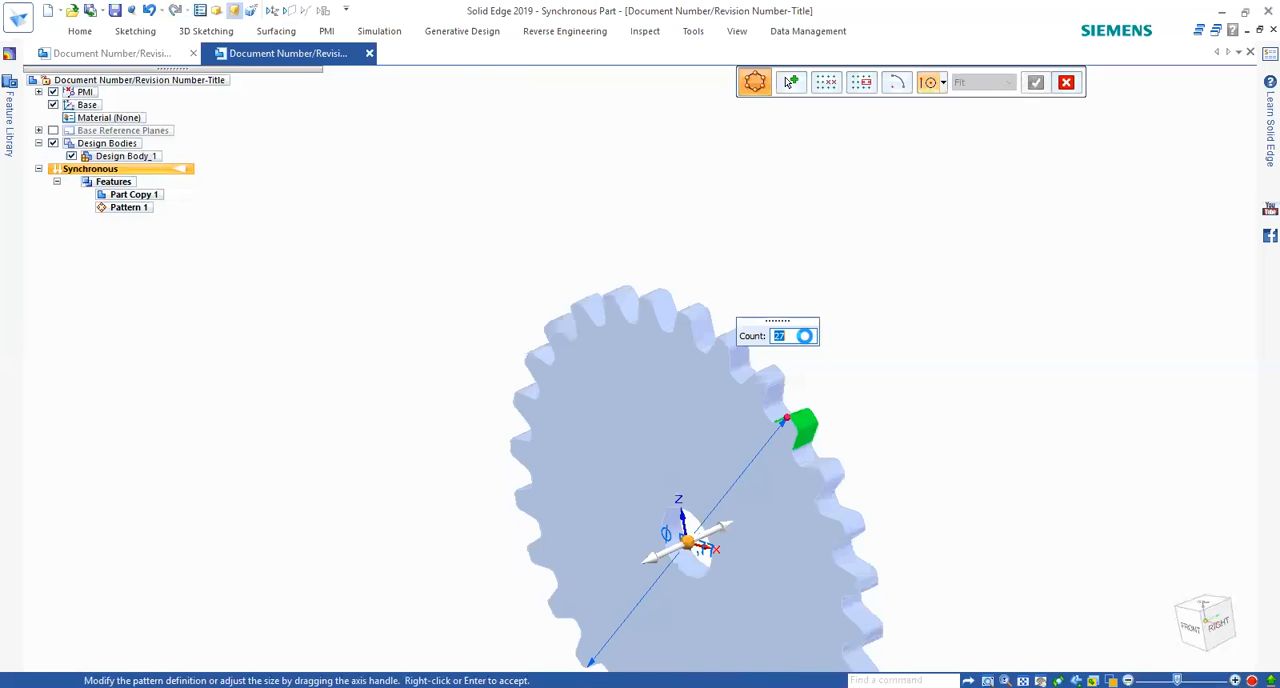 Solid Edge 2019 - Synchronous Part - [Document Number/Revision Number-Title]
Home Sketching 3D Sketching Surfacing PMI Simulation Generative Design Reverse Engineering Inspect Tools View Data Management
SIEMENS
Document Number/Revisi...
Document Number/Revisi...
Feature Library
Document Number/Revision Number-Title
PMI
Base
Material (None)
Base Reference Planes
Design Bodies
Design Body_1
Synchronous
Features
Part Copy 1
Pattern 1
Fit
Learn Solid Edge
You
Tube
Count: 27
Z
X
FRONT RIGHT
Modify the pattern definition or adjust the size by dragging the axis handle. Right-click or Enter to accept.
Find a command